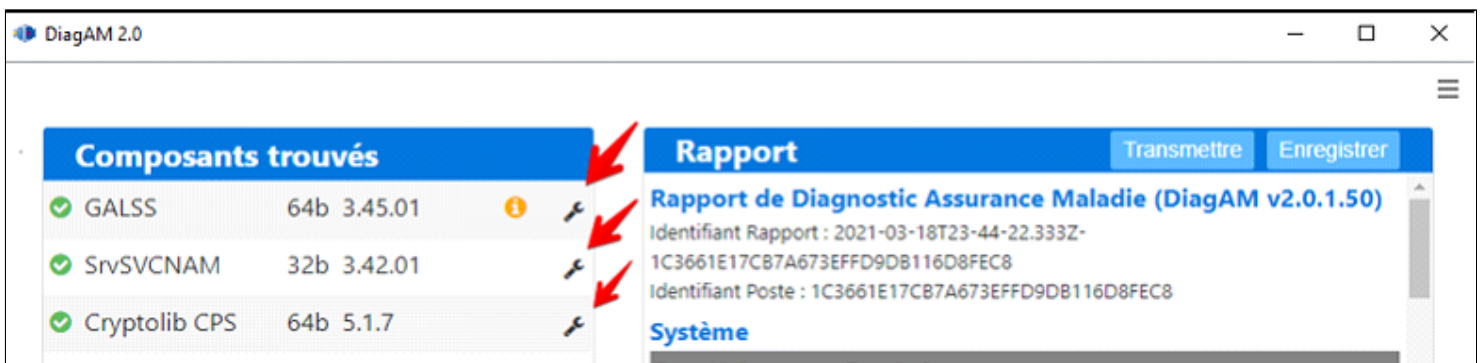 DiagAM 2.0
Composants trouvés
GALSS 64b 3.45.01
SrvSVCNAM 32b 3.42.01
Cryptolib CPS 64b 5.1.7
Rapport Transmettre Enregistrer
Rapport de Diagnostic Assurance Maladie (DiagAM v2.0.1.50)
Identifiant Rapport : 2021-03-18T23-44-22.333Z-
1C3661E17CB7A673EFFD9DB116D8FEC8
Identifiant Poste : 1C3661E17CB7A673EFFD9DB116D8FEC8
Système